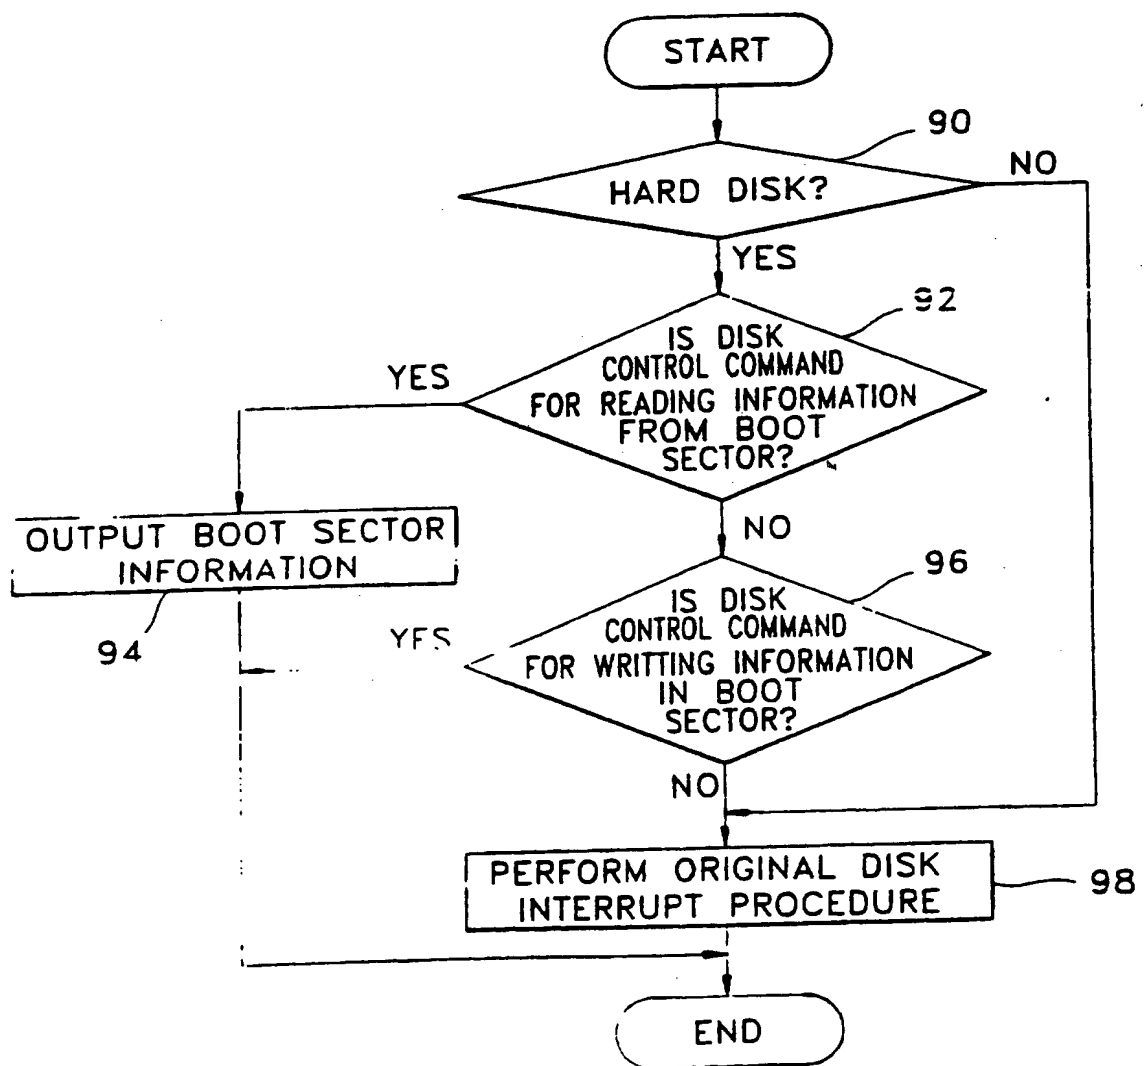 START
90
HARD DISK?
NO
YES
92
IS DISK
CONTROL COMMAND
FOR READING INFORMATION
FROM BOOT
SECTOR?
YES
NO
OUTPUT BOOT SECTOR
INFORMATION
94
96
IS DISK
CONTROL COMMAND
FOR WRITTING INFORMATION
IN BOOT
SECTOR?
YES
NO
PERFORM ORIGINAL DISK
INTERRUPT PROCEDURE
98
END